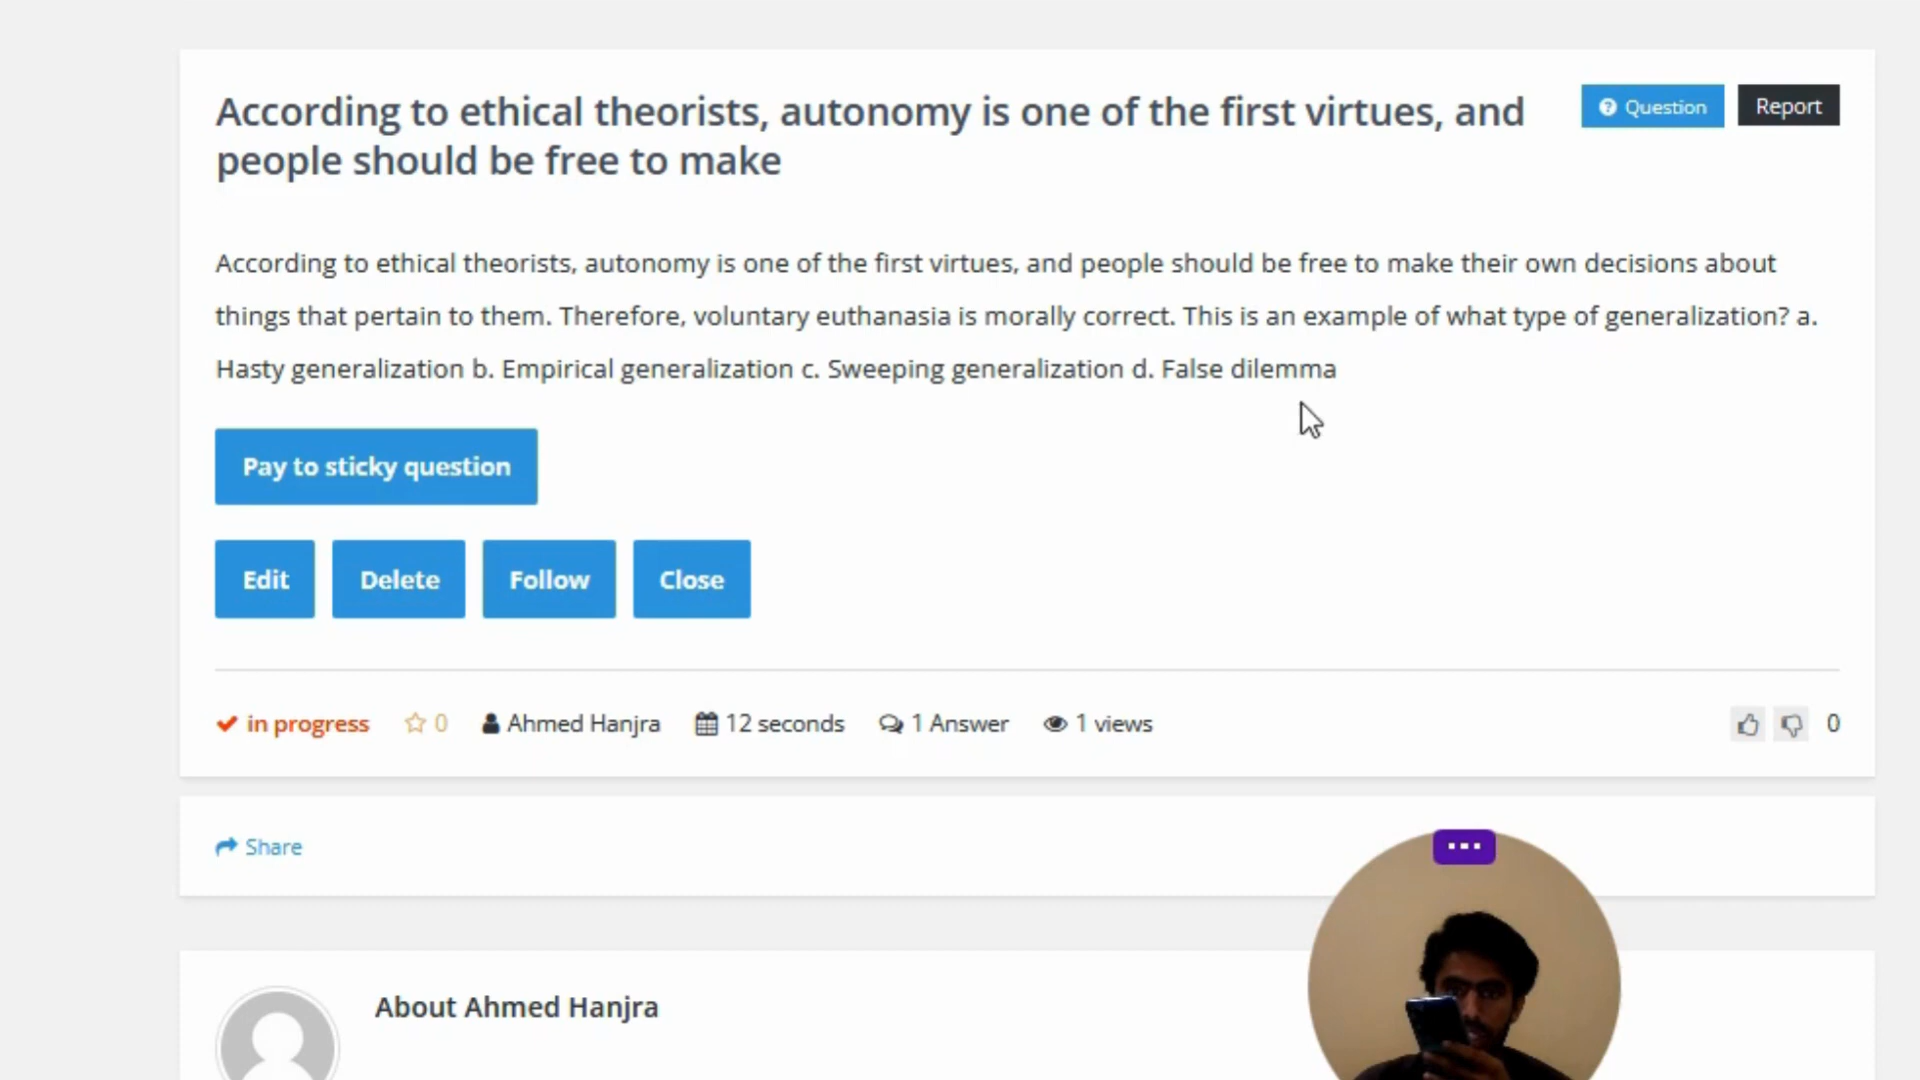 According to ethical theorists, autonomy is one of the first virtues, and
people should be free to make
Question
Report
According to ethical theorists, autonomy is one of the first virtues, and people should be free to make their own decisions about
things that pertain to them. Therefore, voluntary euthanasia is morally correct. This is an example of what type of generalization? a.
Hasty generalization b. Empirical generalization c. Sweeping generalization d. False dilemma
Pay to sticky question
Edit Delete Follow Close
in progress 0 Ahmed Hanjra 12 seconds 1 Answer 1 views 0
Share
About Ahmed Hanjra